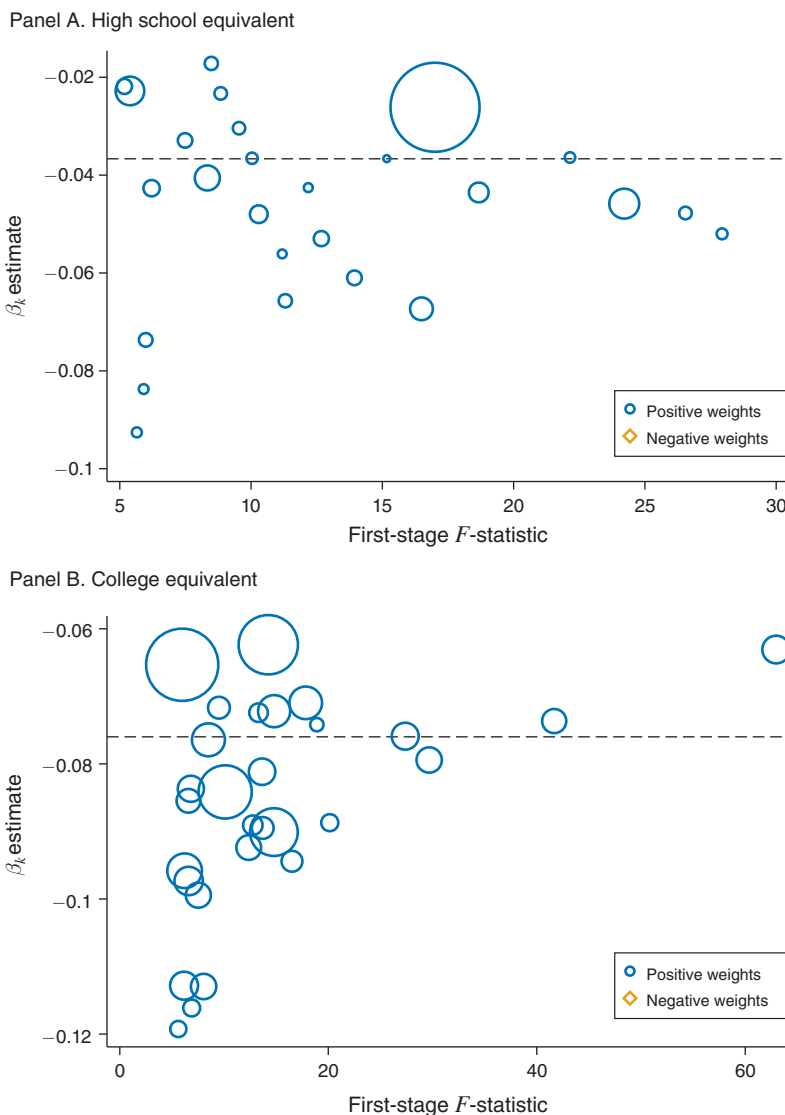 Panel A. High school equivalent
−0.02
−0.04
−0.06
−0.08
−0.1
βk estimate
5 10 15 20 25 30
First-stage F-statistic
Positive weights
Negative weights
Panel B. College equivalent
−0.06
−0.08
−0.1
−0.12
βk estimate
0 20 40 60
First-stage F-statistic
Positive weights
Negative weights